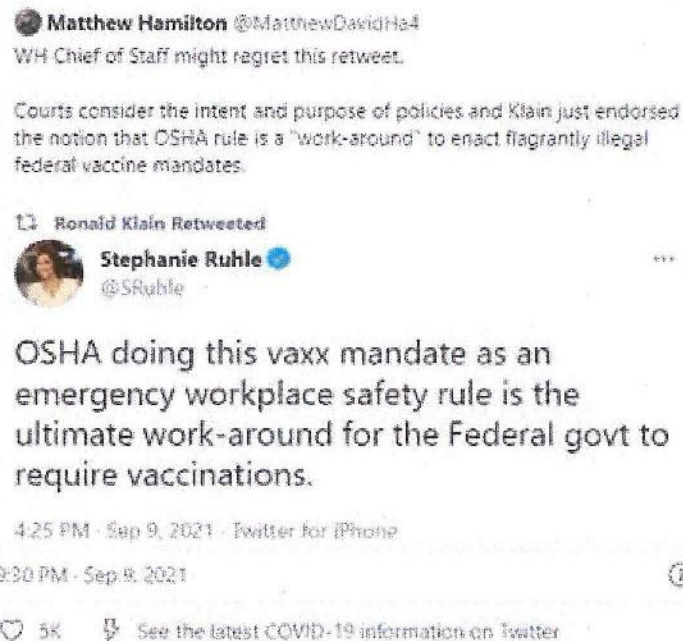 Matthew Hamilton @MatthewDavidHa4
WH Chief of Staff might regret this retweet.
Courts consider the intent and purpose of policies and Klain just endorsed
the notion that OSHA rule is a "work-around" to enact flagrantly illegal
federal vaccine mandates.
Ronald Klain Retweeted
Stephanie Ruhle
@SRuhle
OSHA doing this vaxx mandate as an
emergency workplace safety rule is the
ultimate work-around for the Federal govt to
require vaccinations.
4:25 PM · Sep 9, 2021 · Twitter for iPhone
9:30 PM · Sep 9, 2021
5K See the latest COVID-19 information on Twitter